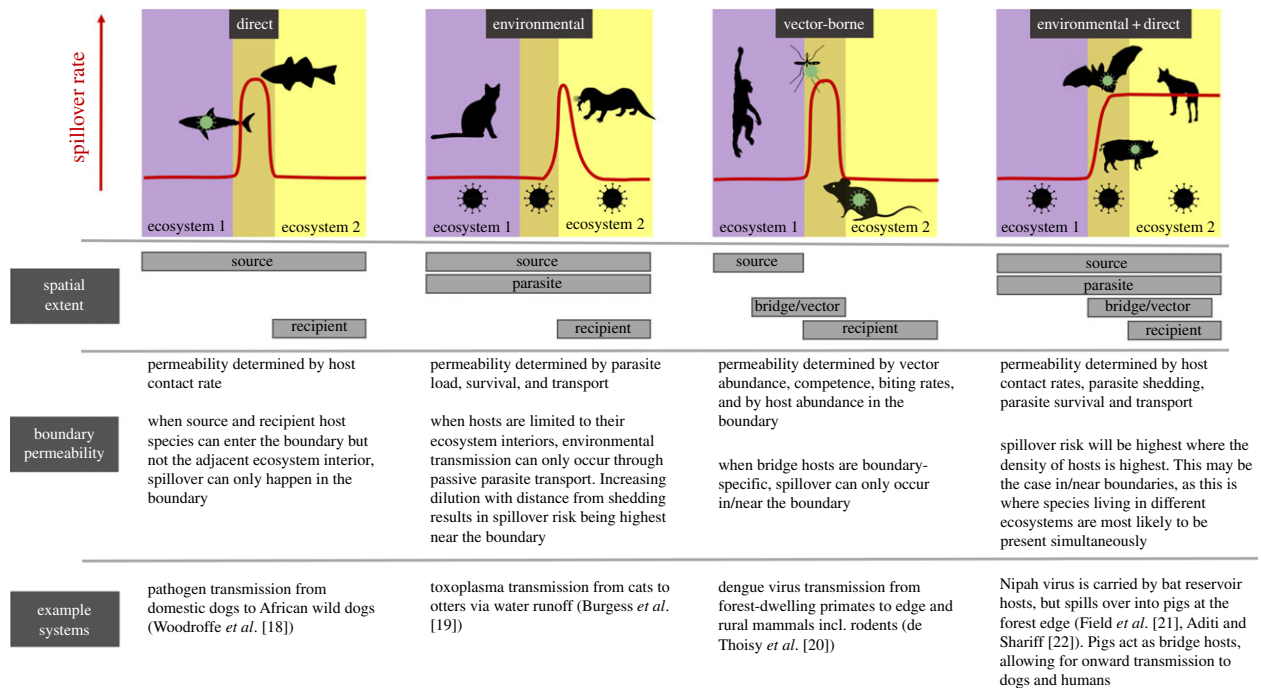 spillover rate
direct
ecosystem 1
ecosystem 2
environmental
ecosystem 1
ecosystem 2
vector-borne
ecosystem 1
ecosystem 2
environmental + direct
ecosystem 1
ecosystem 2
spatial
extent
source
recipient
source
parasite
recipient
source
bridge/vector
recipient
source
parasite
bridge/vector
recipient
boundary
permeability
permeability determined by host
contact rate
when source and recipient host
species can enter the boundary but
not the adjacent ecosystem interior,
spillover can only happen in the
boundary
permeability determined by parasite
load, survival, and transport
when hosts are limited to their
ecosystem interiors, environmental
transmission can only occur through
passive parasite transport. Increasing
dilution with distance from shedding
results in spillover risk being highest
near the boundary
permeability determined by vector
abundance, competence, biting rates,
and by host abundance in the
boundary
when bridge hosts are boundary-
specific, spillover can only occur
in/near the boundary
permeability determined by host
contact rates, parasite shedding,
parasite survival and transport
spillover risk will be highest where the
density of hosts is highest. This may be
the case in/near boundaries, as this is
where species living in different
ecosystems are most likely to be
present simultaneously
example
systems
pathogen transmission from
domestic dogs to African wild dogs
(Woodroffe et al. [18])
toxoplasma transmission from cats to
otters via water runoff (Burgess et al.
[19])
dengue virus transmission from
forest-dwelling primates to edge and
rural mammals incl. rodents (de
Thoisy et al. [20])
Nipah virus is carried by bat reservoir
hosts, but spills over into pigs at the
forest edge (Field et al. [21], Aditi and
Shariff [22]). Pigs act as bridge hosts,
allowing for onward transmission to
dogs and humans